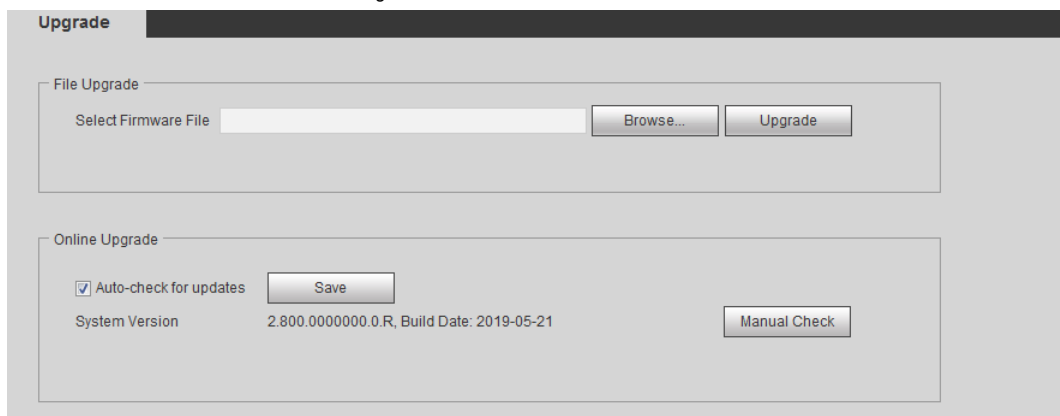 Upgrade
File Upgrade
Select Firmware File Browse... Upgrade
Online Upgrade
Auto-check for updates Save
System Version 2.800.0000000.0.R, Build Date: 2019-05-21 Manual Check